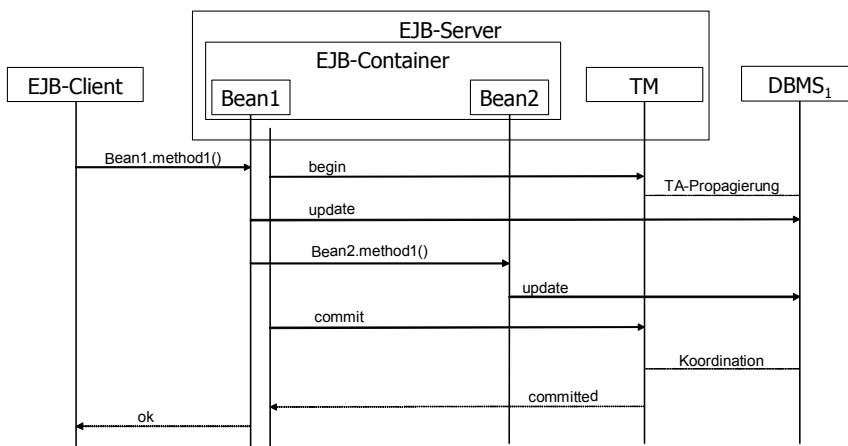 EJB-Server
EJB-Container
EJB-Client
Bean1
Bean2
TM
DBMS1
Bean1.method1()
begin
TA-Propagierung
update
Bean2.method1()
update
commit
Koordination
committed
ok